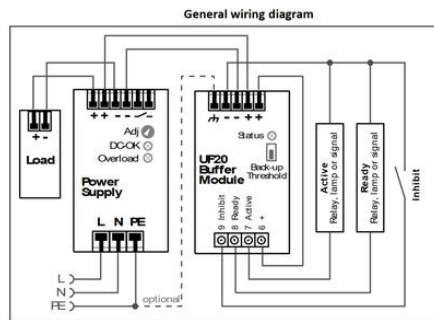 General wiring diagram
+ -
Load
+ + - -
Adj
DC-OK
Overload
Power
Supply
L N PE
L
N
PE
optional
- - + +
Status
UF20
Buffer
Module
Back-up
Threshold
9 Inhibit
8 Ready
7 Active
6 +
Active
Relay, lamp or signal
Ready
Relay, lamp or signal
Inhibit